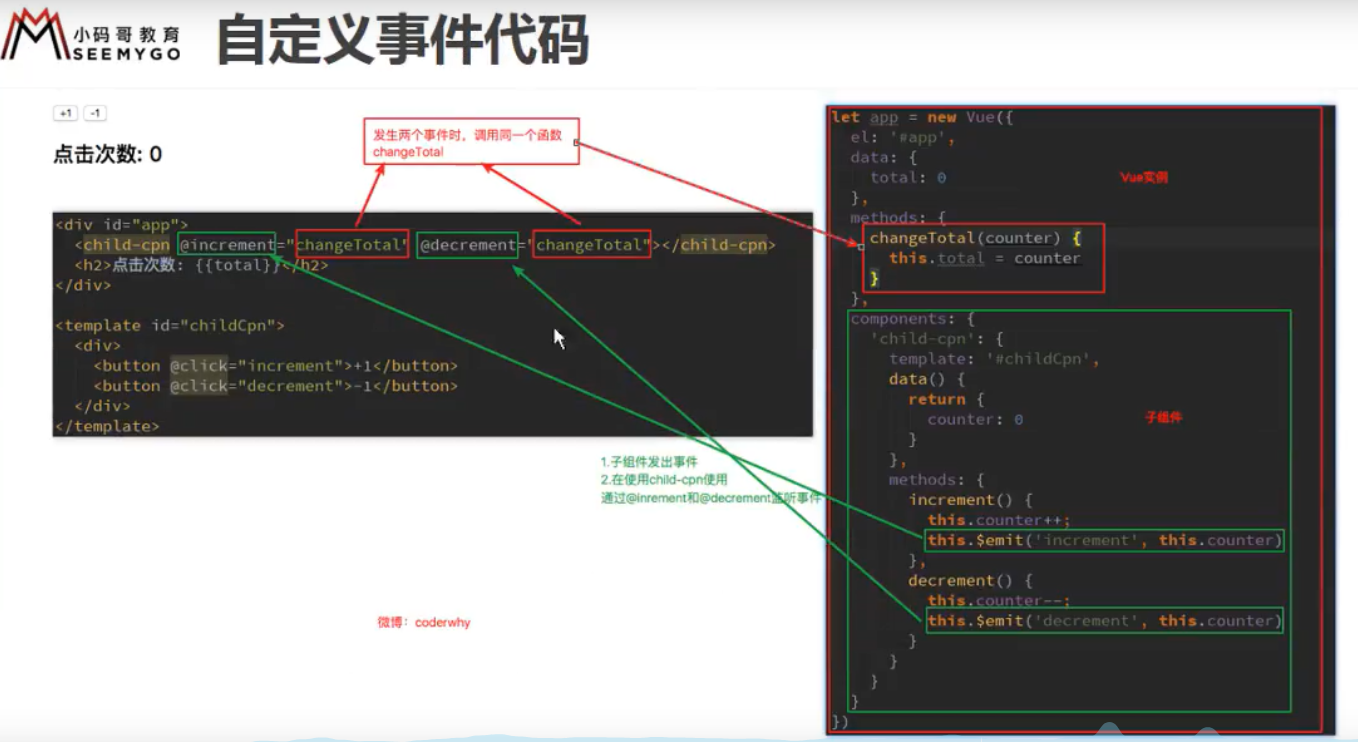 小码哥教育
SEEMYGO
自定义事件代码
+1 -1
点击次数: 0
发生两个事件时，调用同一个函数
changeTotal
<div id="app">
<child-cpn @increment="changeTotal" @decrement="changeTotal"></child-cpn>
<h2>点击次数: {{total}}</h2>
</div>
<template id="childCpn">
<div>
<button @click="increment">+1</button>
<button @click="decrement">-1</button>
</div>
</template>
1.子组件发出事件
2.在使用child-cpn使用
通过@inrement和@decrement监听事件
微博：coderwhy
let app = new Vue({
el: '#app',
data: {
total: 0
},
Vue实例
methods: {
changeTotal(counter) {
this.total = counter
}
},
components: {
'child-cpn': {
template: '#childCpn',
data() {
return {
counter: 0
}
},
子组件
methods: {
increment() {
this.counter++;
this.$emit('increment', this.counter)
},
decrement() {
this.counter--;
this.$emit('decrement', this.counter)
}
}
}
}
})